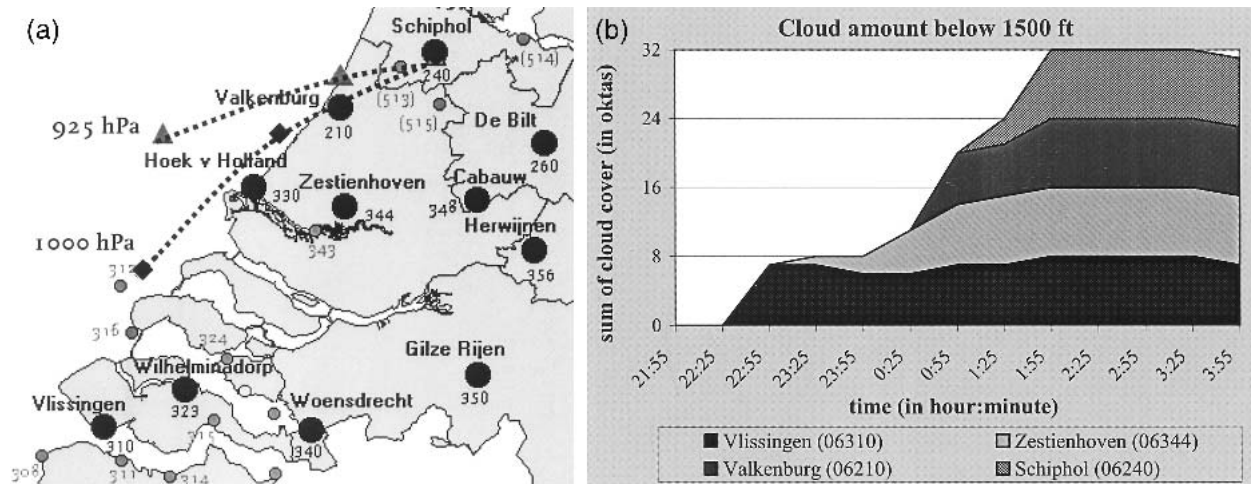 (a)
Schiphol
240
(514)
(513)
Valkenburg
210
(515)
925 hPa
De Bilt
260
Hoek v Holland
330
Zestienhoven
344
Cabauw
348
343
Herwijnen
356
1000 hPa
312
316
324
Wilhelminadorp
323
Gilze Rijen
350
Vlissingen
310
315
Woensdrecht
340
308
311
314
(b)
Cloud amount below 1500 ft
sum of cloud cover (in oktas)
32
24
16
8
0
21:55
22:25
22:55
23:25
23:55
0:25
0:55
1:25
1:55
2:25
2:55
3:25
3:55
time (in hour:minute)
Vlissingen (06310)
Zestienhoven (06344)
Valkenburg (06210)
Schiphol (06240)